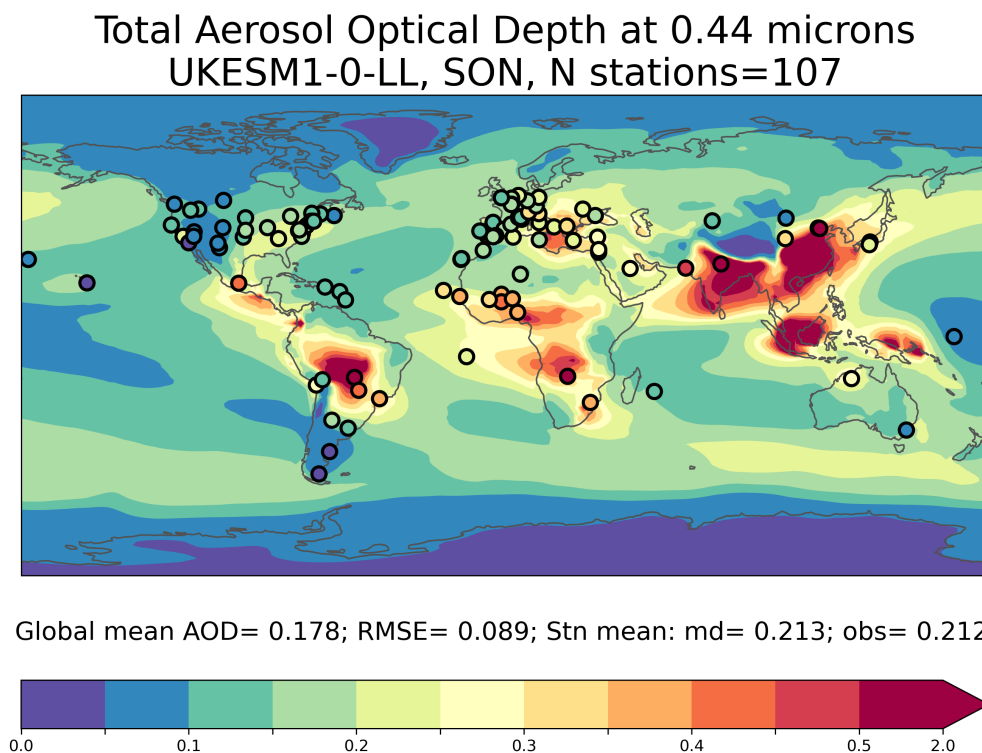 Total Aerosol Optical Depth at 0.44 microns
UKESM1-0-LL, SON, N stations=107
Global mean AOD= 0.178; RMSE= 0.089; Stn mean: md= 0.213; obs= 0.212
0.0 0.1 0.2 0.3 0.4 0.5 2.0